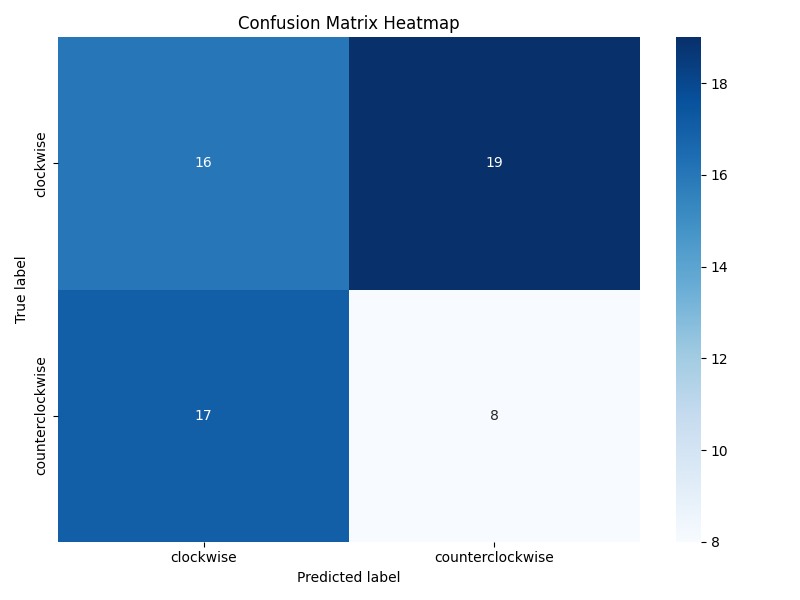 Confusion Matrix Heatmap
clockwise
16
19
18
16
14
12
10
8
True label
counterclockwise
17
8
clockwise
counterclockwise
Predicted label